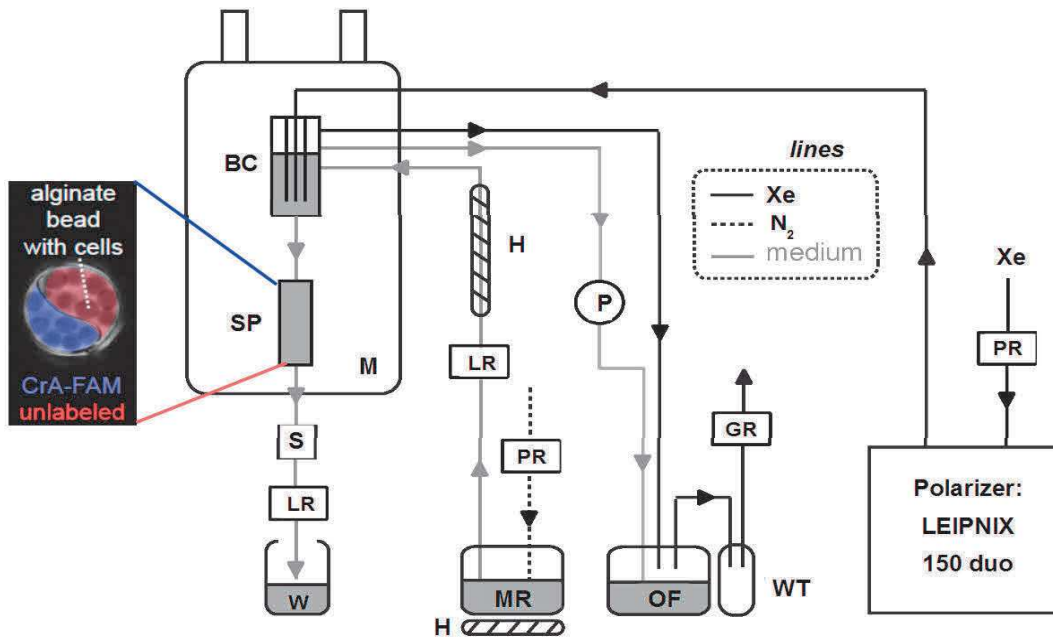 alginate
bead
with cells
CrA-FAM
unlabeled
BC
SP
M
S
LR
W
H
LR
PR
MR
H
P
OF
GR
WT
lines
Xe
N₂
medium
Xe
PR
Polarizer:
LEIPNIX
150 duo